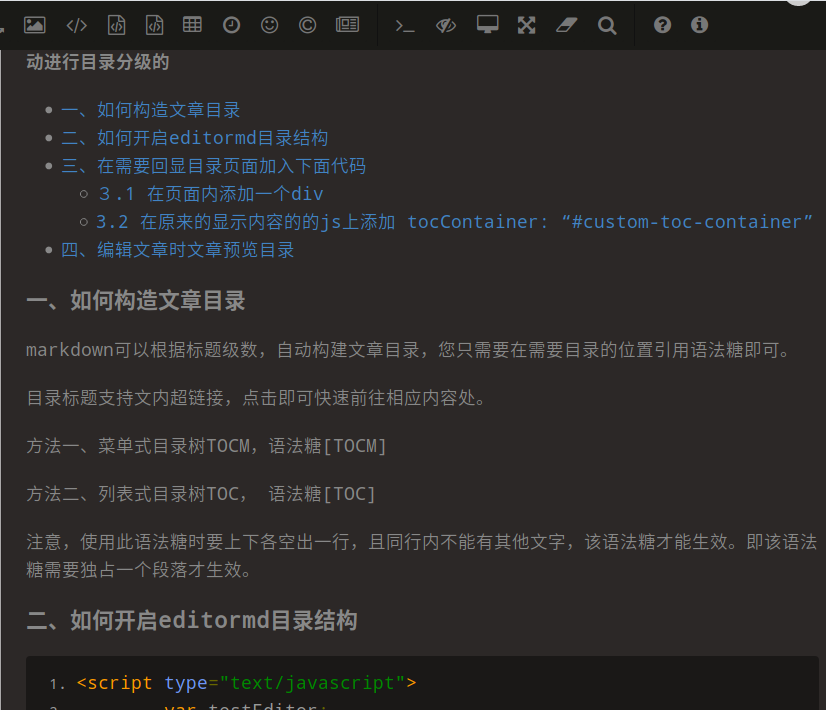 动进行目录分级的
一、如何构造文章目录
二、如何开启editormd目录结构
三、在需要回显目录页面加入下面代码
３.1 在页面内添加一个div
3.2 在原来的显示内容的的js上添加 tocContainer: “#custom-toc-container”
四、编辑文章时文章预览目录
一、如何构造文章目录
markdown可以根据标题级数，自动构建文章目录，您只需要在需要目录的位置引用语法糖即可。
目录标题支持文内超链接，点击即可快速前往相应内容处。
方法一、菜单式目录树TOCM，语法糖[TOCM]
方法二、列表式目录树TOC， 语法糖[TOC]
注意，使用此语法糖时要上下各空出一行，且同行内不能有其他文字，该语法糖才能生效。即该语法
糖需要独占一个段落才生效。
二、如何开启editormd目录结构
1. <script type="text/javascript">
2. var testEditor;